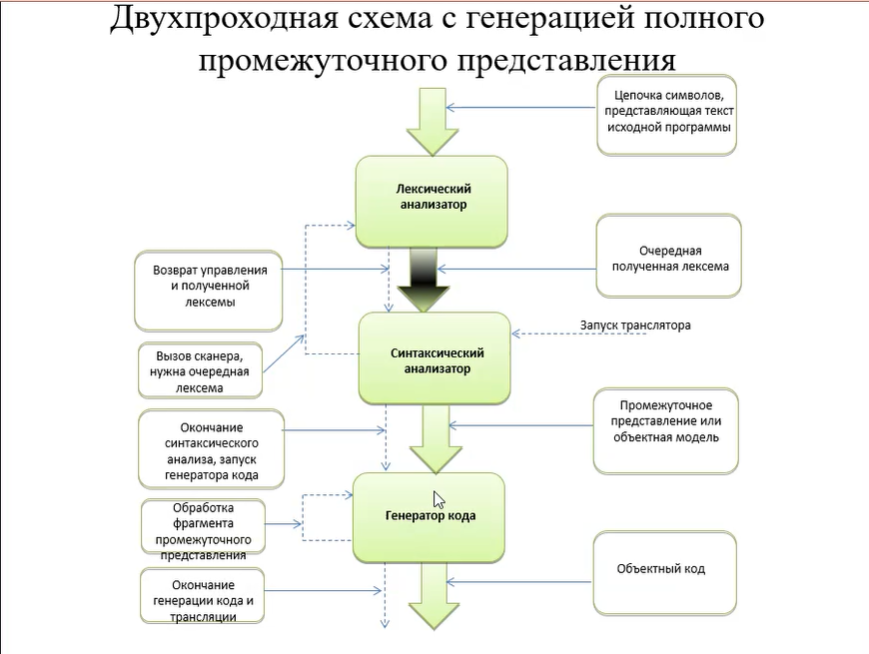 Двухпроходная схема с генерацией полного
промежуточного представления
Цепочка символов,
представляющая текст
исходной программы
Лексический
анализатор
Очередная
полученная лексема
Возврат управления
и полученной
лексемы
Запуск транслятора
Вызов сканера,
нужна очередная
лексема
Синтаксический
анализатор
Промежуточное
представление или
объектная модель
Окончание
синтаксического
анализа, запуск
генератора кода
Генератор кода
Обработка
фрагмента
промежуточного
представления
Объектный код
Окончание
генерации кода и
трансляции